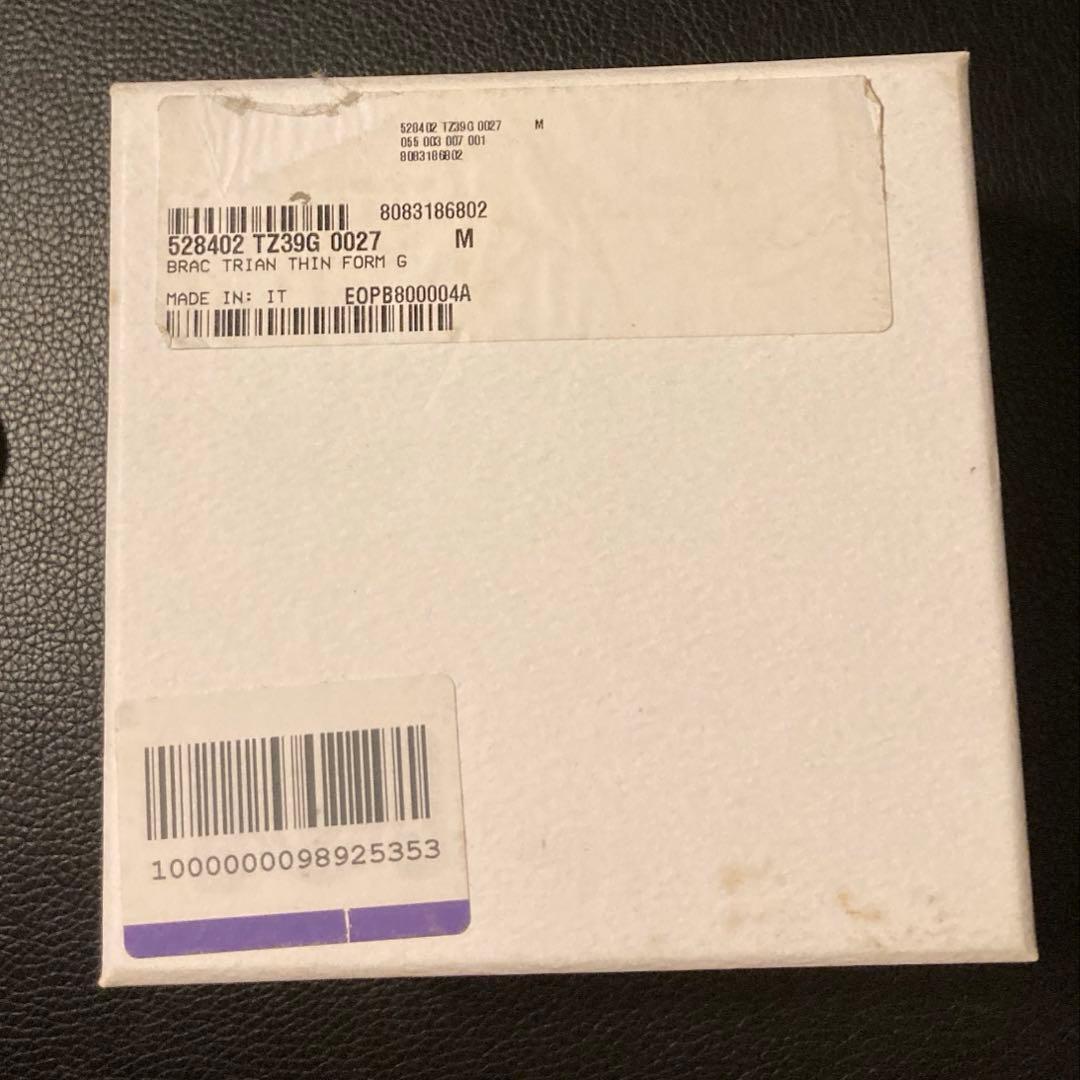 528402 TZ39G 0027 M
055 003 007 001
8083186802
8083186802
528402 TZ39G 0027 M
BRAC TRIAN THIN FORM G
MADE IN: IT EOPB800004A
1000000098925353